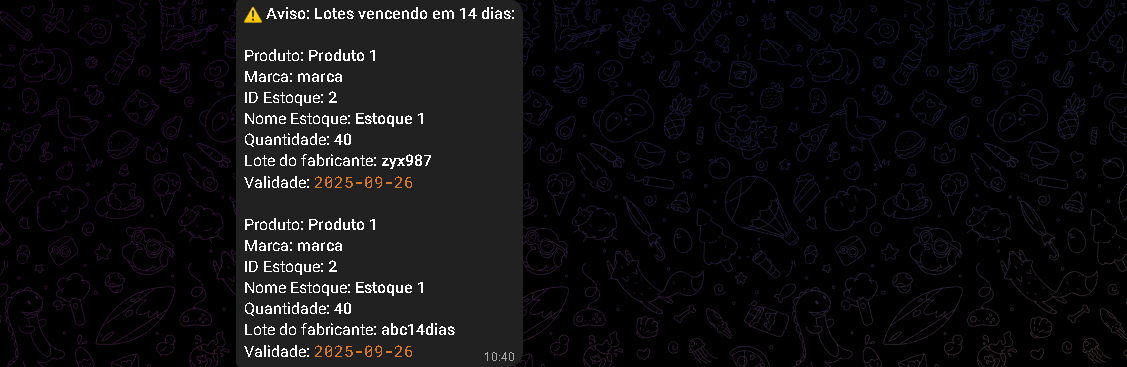 ⚠️ Aviso: Lotes vencendo em 14 dias:
Produto: Produto 1
Marca: marca
ID Estoque: 2
Nome Estoque: Estoque 1
Quantidade: 40
Lote do fabricante: zyx987
Validade: 2025-09-26
Produto: Produto 1
Marca: marca
ID Estoque: 2
Nome Estoque: Estoque 1
Quantidade: 40
Lote do fabricante: abc14dias
Validade: 2025-09-26
10:40